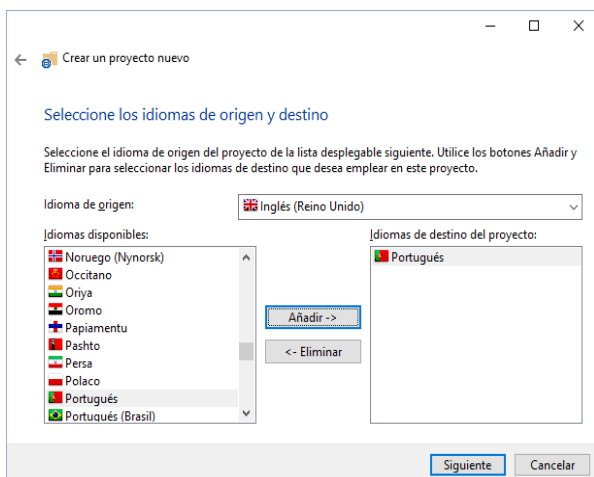 Crear un proyecto nuevo
Seleccione los idiomas de origen y destino
Seleccione el idioma de origen del proyecto de la lista desplegable siguiente. Utilice los botones Añadir y
Eliminar para seleccionar los idiomas de destino que desea emplear en este proyecto.
Idioma de origen:
Inglés (Reino Unido)
Idiomas disponibles:
Noruego (Nynorsk)
Occitano
Oriya
Oromo
Papiamentu
Pashto
Persa
Polaco
Portugués
Portugués (Brasil)
Añadir ->
<- Eliminar
Idiomas de destino del proyecto:
Portugués
Siguiente
Cancelar